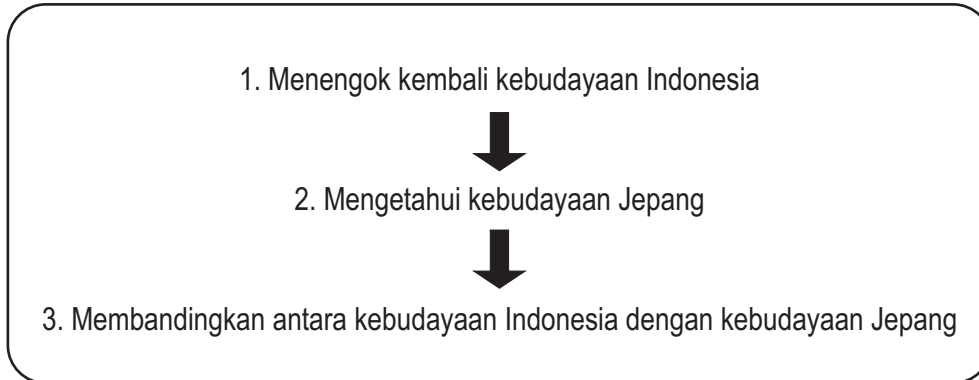 1. Menengok kembali kebudayaan Indonesia
2. Mengetahui kebudayaan Jepang
3. Membandingkan antara kebudayaan Indonesia dengan kebudayaan Jepang